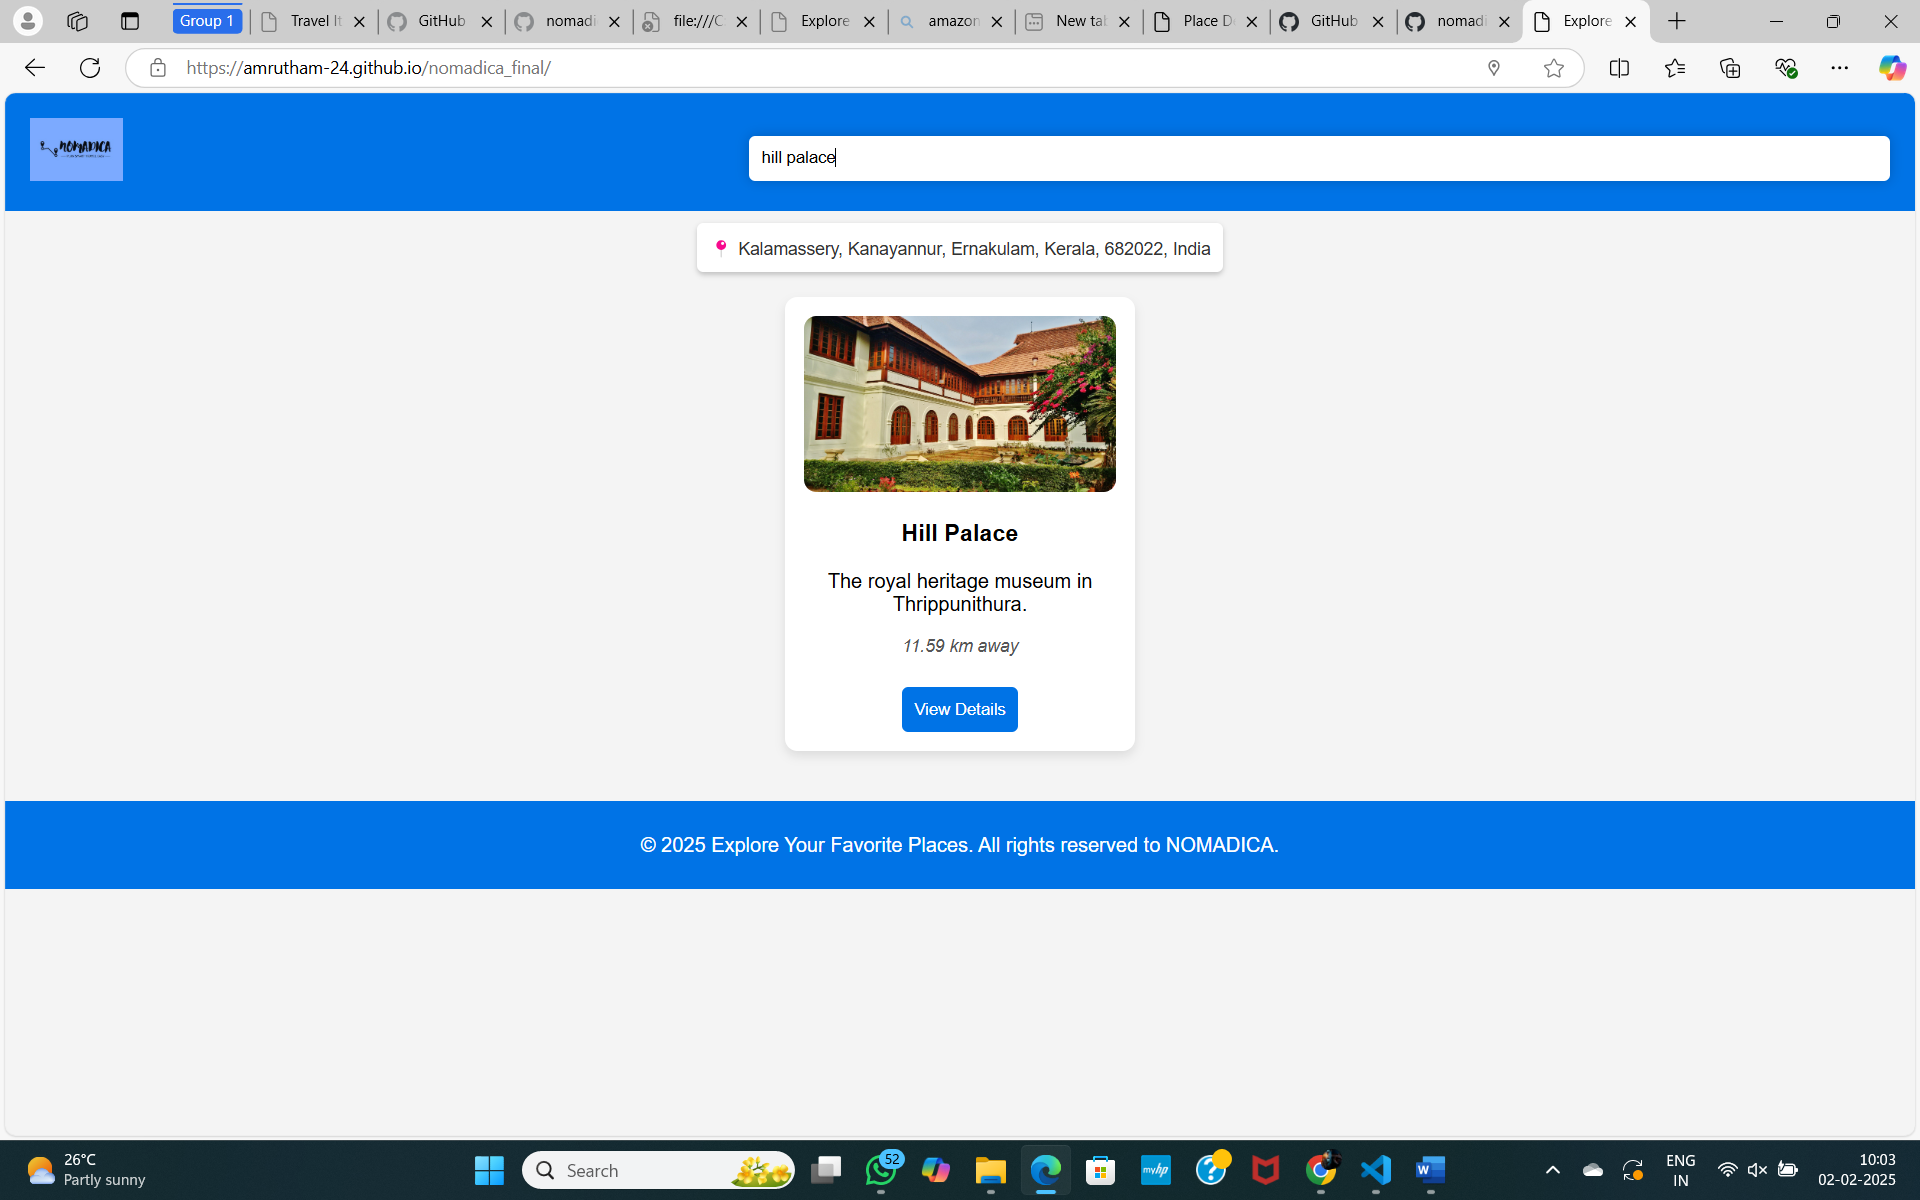 Group 1
Travel It
GitHub
nomadi
file:///C
Explore
amazon
New tab
Place D
GitHub
nomadi
Explore
https://amrutham-24.github.io/nomadica_final/
NOMADICA
hill palace
Kalamassery, Kanayannur, Ernakulam, Kerala, 682022, India
Hill Palace
The royal heritage museum in
Thrippunithura.
11.59 km away
View Details
© 2025 Explore Your Favorite Places. All rights reserved to NOMADICA.
26°C
Partly sunny
Search
52
myhp
ENG
IN
10:03
02-02-2025